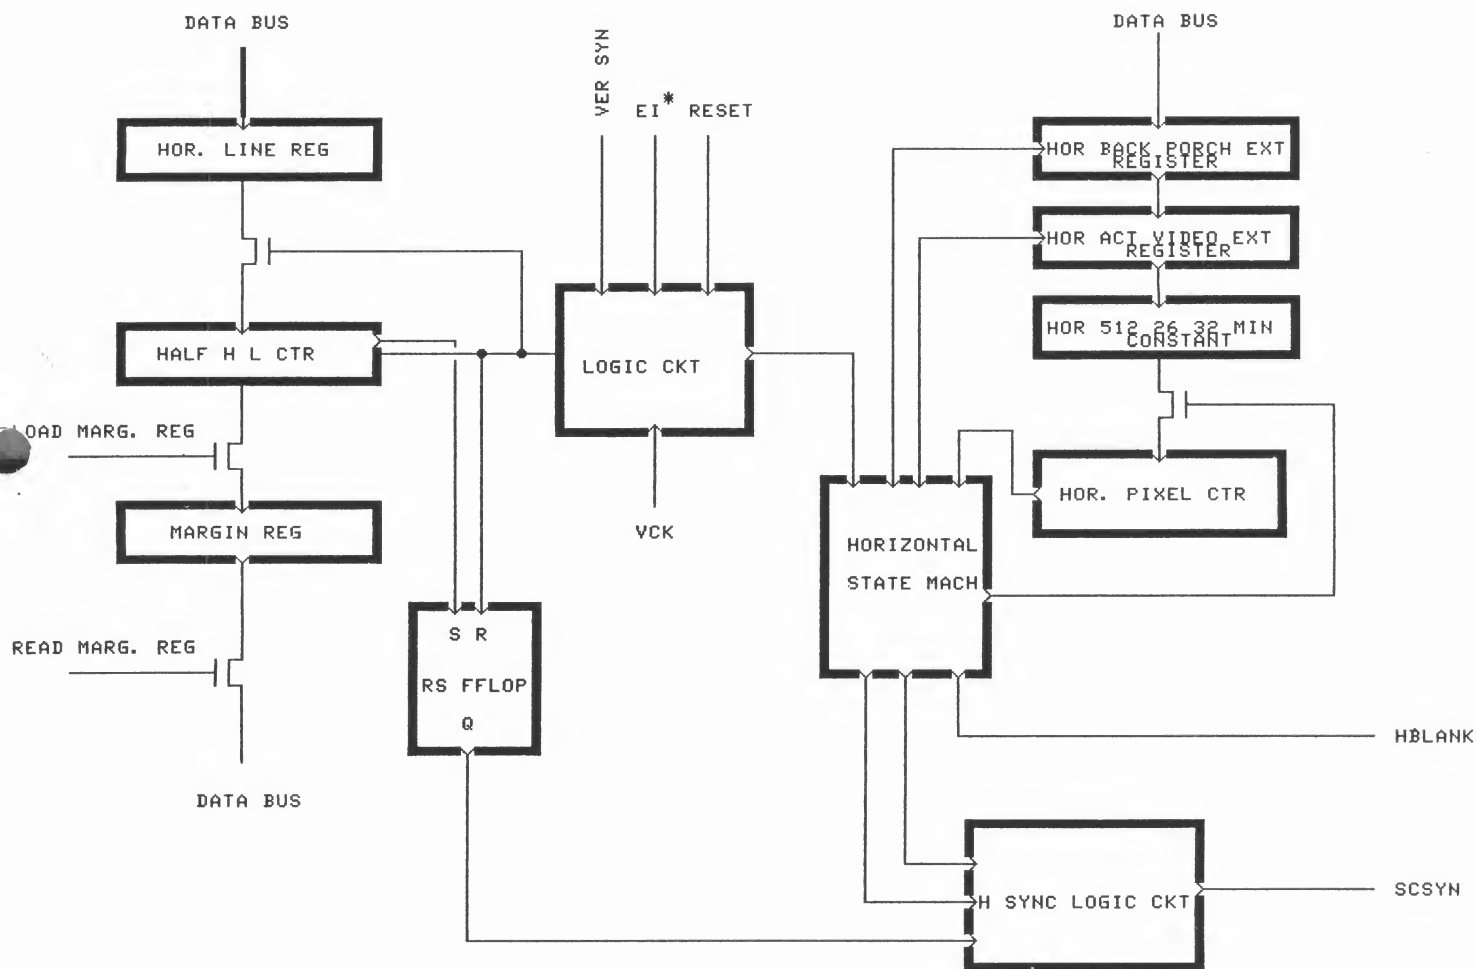 DATA BUS
DATA BUS
VER SYN
EI* RESET
HOR. LINE REG
HOR BACK PORCH EXT
REGISTER
HOR ACT VIDEO EXT
REGISTER
HOR 512 26 32 MIN
CONSTANT
HALF H L CTR
LOGIC CKT
LOAD MARG. REG
HOR. PIXEL CTR
MARGIN REG
VCK
HORIZONTAL
STATE MACH
S R
READ MARG. REG
RS FFLOP
Q
HBLANK
DATA BUS
SCSYN
H SYNC LOGIC CKT